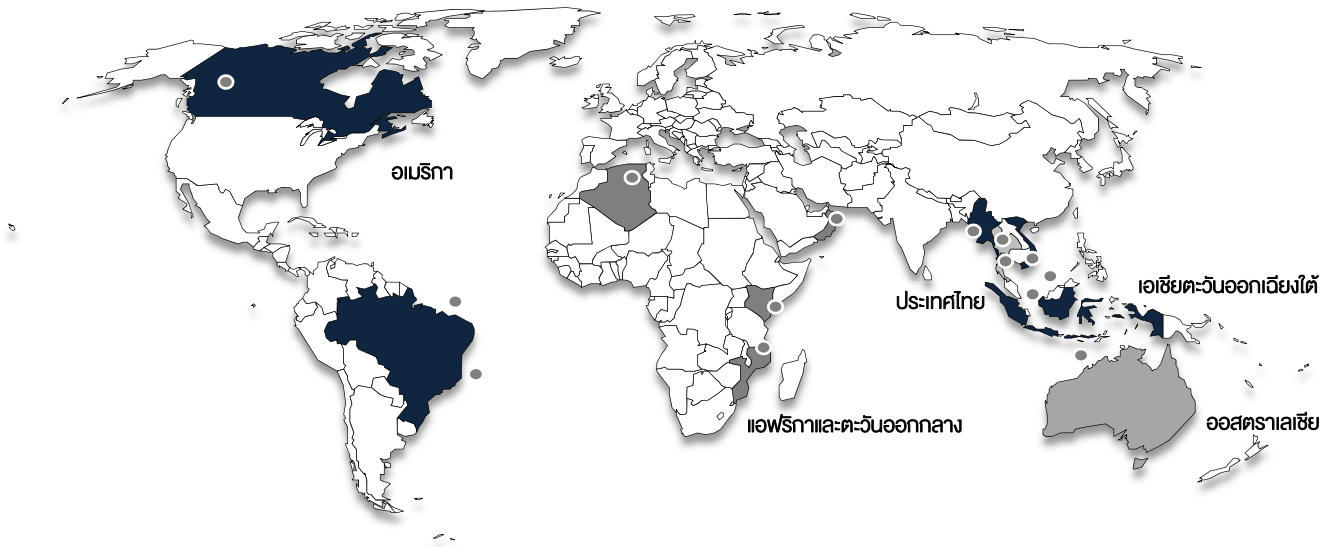 อเมริกา
เอเชียตะวันออกเฉียงใต้
ประเทศไทย
แอฟริกาและตะวันออกกลาง
ออสตราเลเซีย